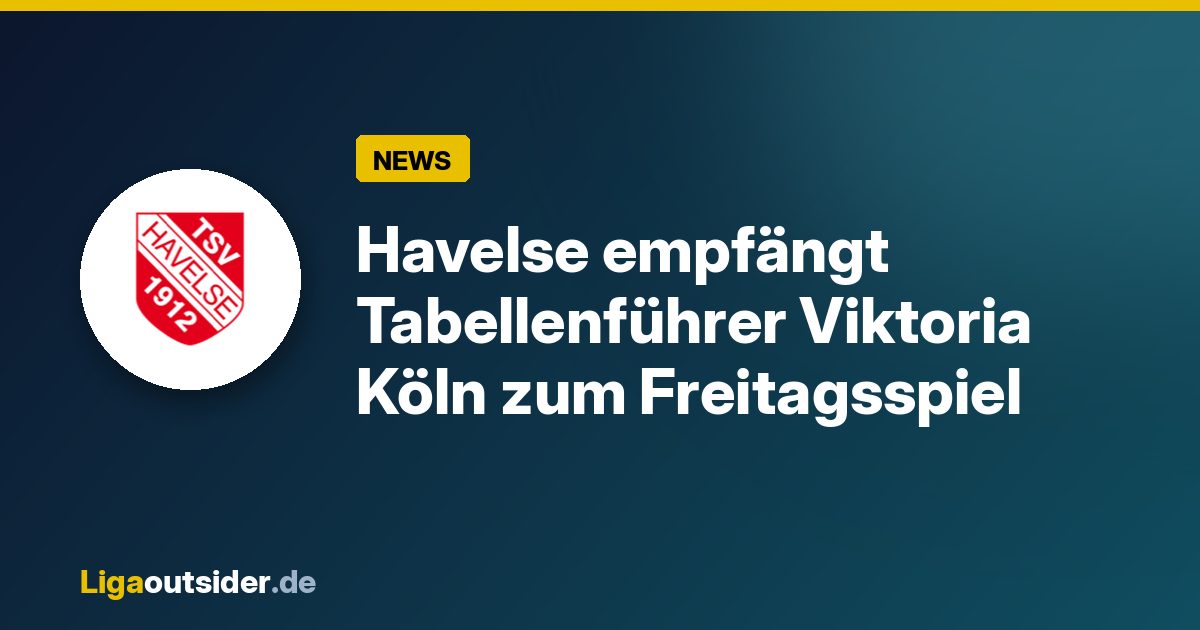 NEWS
TSV
HAVELSE
1912
Havelse empfängt
Tabellenführer Viktoria
Köln zum Freitagsspiel
Ligaoutsider.de